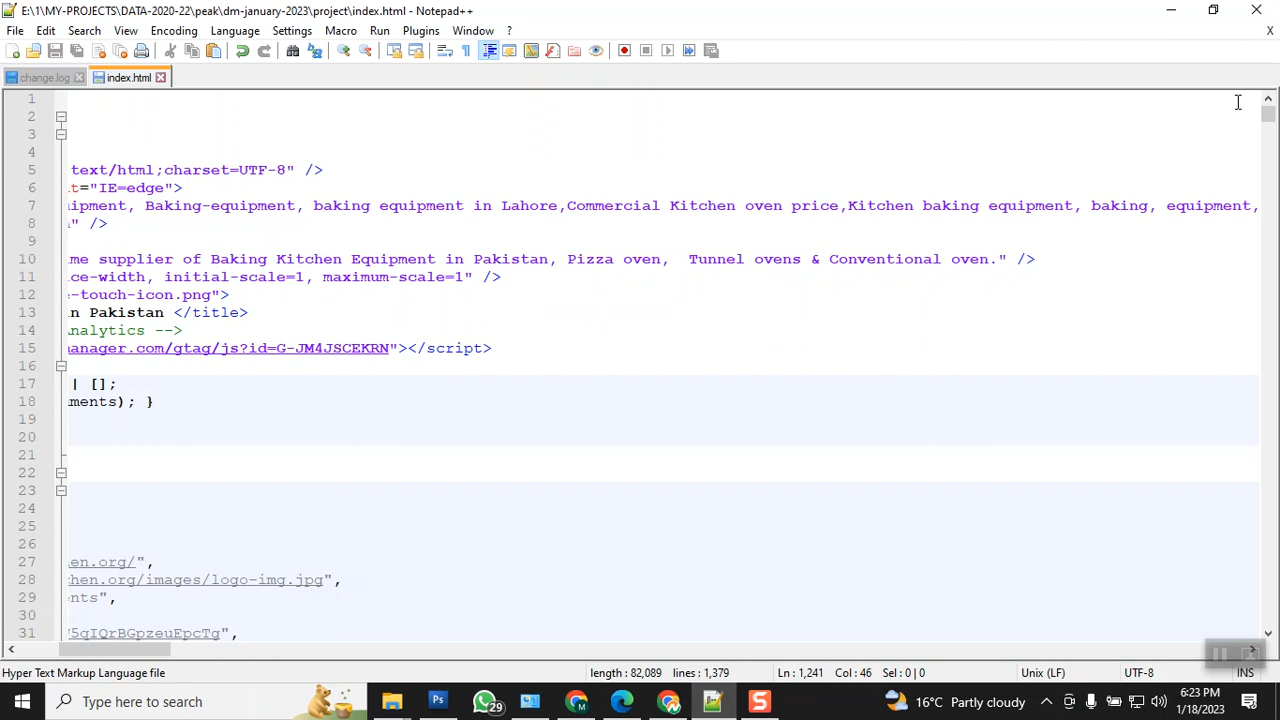 E:\1\MY-PROJECTS\DATA-2020-22\peak\dm-january-2023\project\index.html - Notepad++
File Edit Search View Encoding Language Settings Tools Macro Run Plugins Window ? X
change.log index.html
1
2
3
4
5 text/html;charset=UTF-8" />
6 t="IE=edge">
7 uipment, Baking-equipment, baking equipment in Lahore,Commercial Kitchen oven price,Kitchen baking equipment, baking, equipment,
8 " />
9
10 me supplier of Baking Kitchen Equipment in Pakistan, Pizza oven,  Tunnel ovens & Conventional oven." />
11 ce-width, initial-scale=1, maximum-scale=1" />
12 e-touch-icon.png">
13 in Pakistan </title>
14 Analytics -->
15 manager.com/gtag/js?id=G-JM4JSCEKRN"></script>
16
17 | [];
18 ments); }
19
20
21
22
23
24
25
26
27 en.org/",
28 chen.org/images/logo-img.jpg",
29 nts",
30
31 5qIQrBGpzeuEpcTg",
Hyper Text Markup Language file length : 82,089 lines : 1,379 Ln : 1,241 Col : 46 Sel : 0 | 0 Unix (LF) UTF-8 INS
Type here to search Ps 29 M M S 16°C Partly cloudy 6:23 PM
1/18/2023